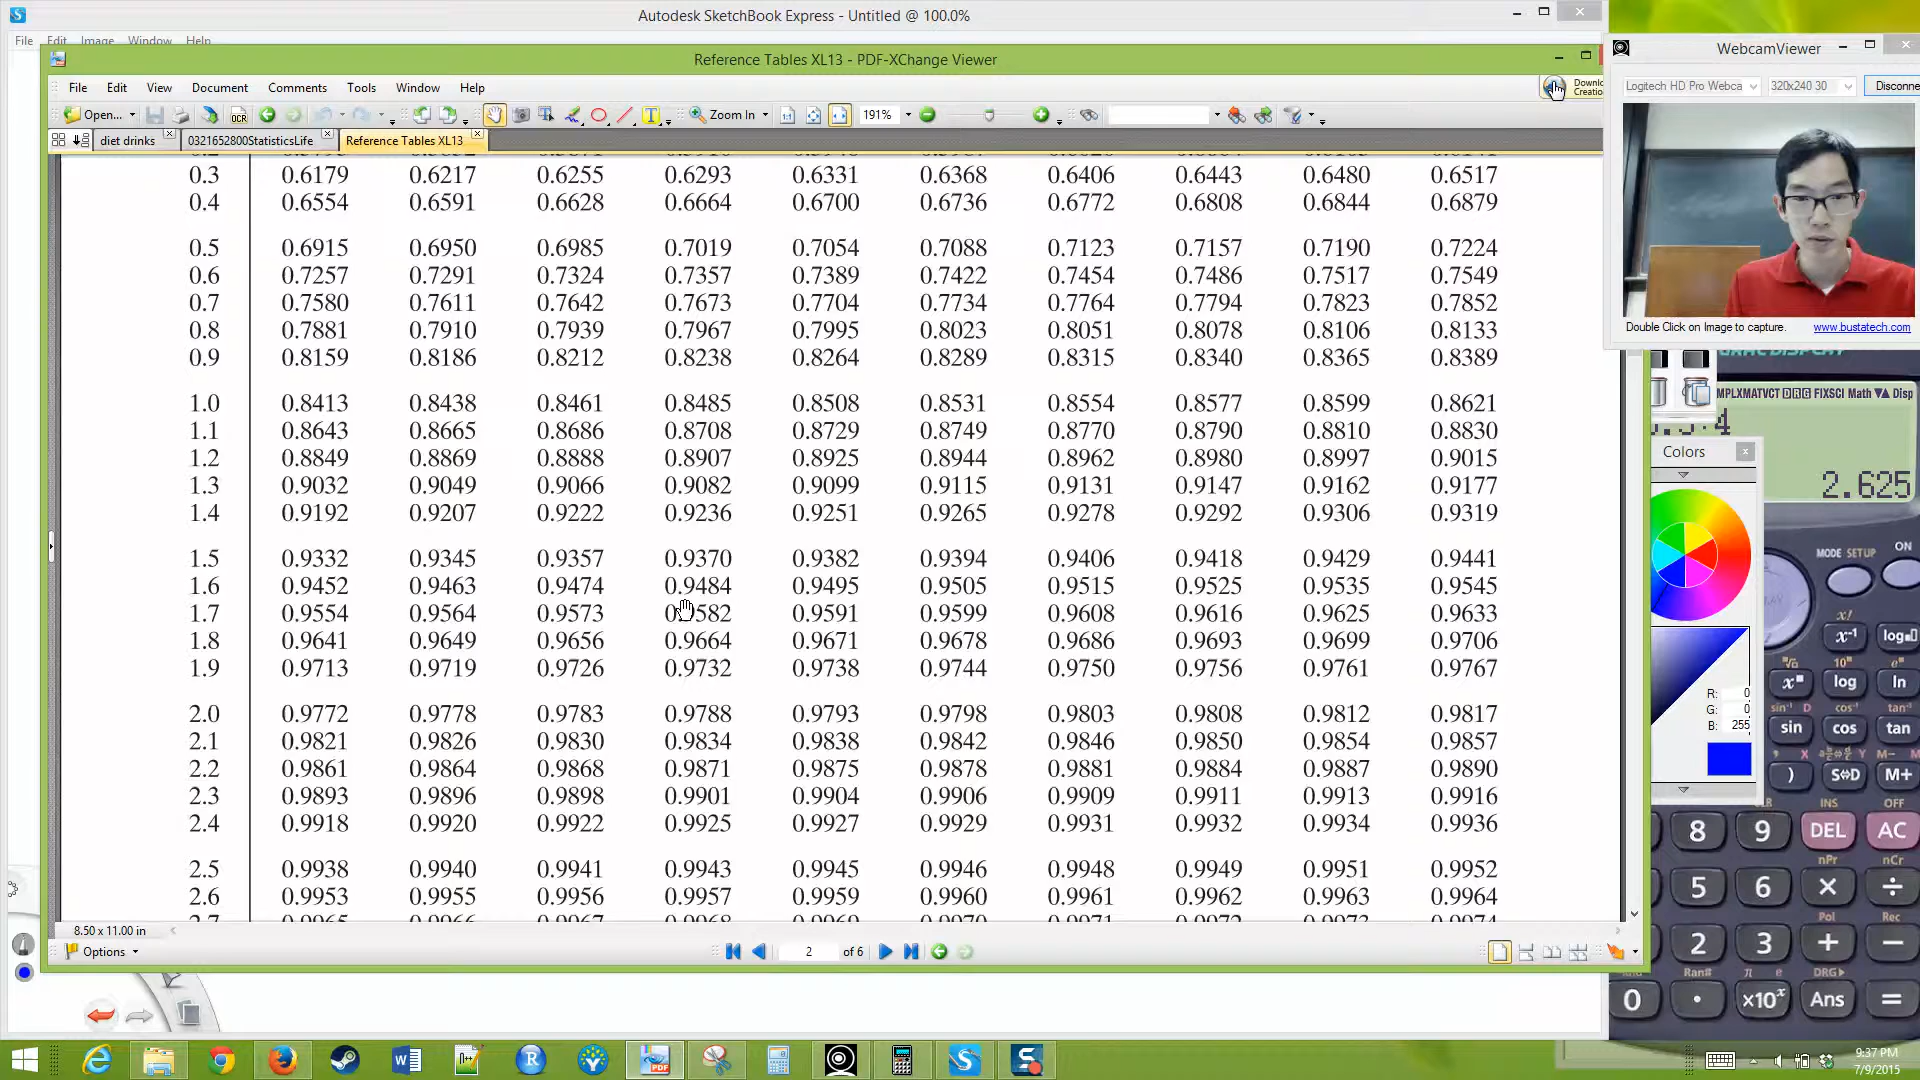 Autodesk SketchBook Express - Untitled @ 100.0%
File Edit Image Window Help
Reference Tables XL13 - PDF-XChange Viewer
File Edit View Document Comments Tools Window Help
Open... OCR Zoom In 191%
diet drinks 0321652800StatisticsLife Reference Tables XL13
0.3 0.6179 0.6217 0.6255 0.6293 0.6331 0.6368 0.6406 0.6443 0.6480 0.6517
0.4 0.6554 0.6591 0.6628 0.6664 0.6700 0.6736 0.6772 0.6808 0.6844 0.6879
0.5 0.6915 0.6950 0.6985 0.7019 0.7054 0.7088 0.7123 0.7157 0.7190 0.7224
0.6 0.7257 0.7291 0.7324 0.7357 0.7389 0.7422 0.7454 0.7486 0.7517 0.7549
0.7 0.7580 0.7611 0.7642 0.7673 0.7704 0.7734 0.7764 0.7794 0.7823 0.7852
0.8 0.7881 0.7910 0.7939 0.7967 0.7995 0.8023 0.8051 0.8078 0.8106 0.8133
0.9 0.8159 0.8186 0.8212 0.8238 0.8264 0.8289 0.8315 0.8340 0.8365 0.8389
1.0 0.8413 0.8438 0.8461 0.8485 0.8508 0.8531 0.8554 0.8577 0.8599 0.8621
1.1 0.8643 0.8665 0.8686 0.8708 0.8729 0.8749 0.8770 0.8790 0.8810 0.8830
1.2 0.8849 0.8869 0.8888 0.8907 0.8925 0.8944 0.8962 0.8980 0.8997 0.9015
1.3 0.9032 0.9049 0.9066 0.9082 0.9099 0.9115 0.9131 0.9147 0.9162 0.9177
1.4 0.9192 0.9207 0.9222 0.9236 0.9251 0.9265 0.9278 0.9292 0.9306 0.9319
1.5 0.9332 0.9345 0.9357 0.9370 0.9382 0.9394 0.9406 0.9418 0.9429 0.9441
1.6 0.9452 0.9463 0.9474 0.9484 0.9495 0.9505 0.9515 0.9525 0.9535 0.9545
1.7 0.9554 0.9564 0.9573 0.9582 0.9591 0.9599 0.9608 0.9616 0.9625 0.9633
1.8 0.9641 0.9649 0.9656 0.9664 0.9671 0.9678 0.9686 0.9693 0.9699 0.9706
1.9 0.9713 0.9719 0.9726 0.9732 0.9738 0.9744 0.9750 0.9756 0.9761 0.9767
2.0 0.9772 0.9778 0.9783 0.9788 0.9793 0.9798 0.9803 0.9808 0.9812 0.9817
2.1 0.9821 0.9826 0.9830 0.9834 0.9838 0.9842 0.9846 0.9850 0.9854 0.9857
2.2 0.9861 0.9864 0.9868 0.9871 0.9875 0.9878 0.9881 0.9884 0.9887 0.9890
2.3 0.9893 0.9896 0.9898 0.9901 0.9904 0.9906 0.9909 0.9911 0.9913 0.9916
2.4 0.9918 0.9920 0.9922 0.9925 0.9927 0.9929 0.9931 0.9932 0.9934 0.9936
2.5 0.9938 0.9940 0.9941 0.9943 0.9945 0.9946 0.9948 0.9949 0.9951 0.9952
2.6 0.9953 0.9955 0.9956 0.9957 0.9959 0.9960 0.9961 0.9962 0.9963 0.9964
8.50 x 11.00 in
Options 2 of 6
WebcamViewer
Logitech HD Pro Webca 320x240 30 Disconne
Double Click on Image to capture. www.bustatech.com
FIXSCI Math ▼▲ Disp
2.625
Colors
R: 0
G: 0
B: 255
MODE SETUP ON
x! x⁻¹ log
10ˣ log ln
sin⁻¹ D cos⁻¹ tan⁻¹
sin cos tan
) S⇔D M+
INS OFF
8 9 DEL AC
nPr nCr
5 6 × ÷
Pol Rec
2 3 + −
Ran# π e DRG▶
0 . ×10ˣ Ans =
9:37 PM
7/9/2015